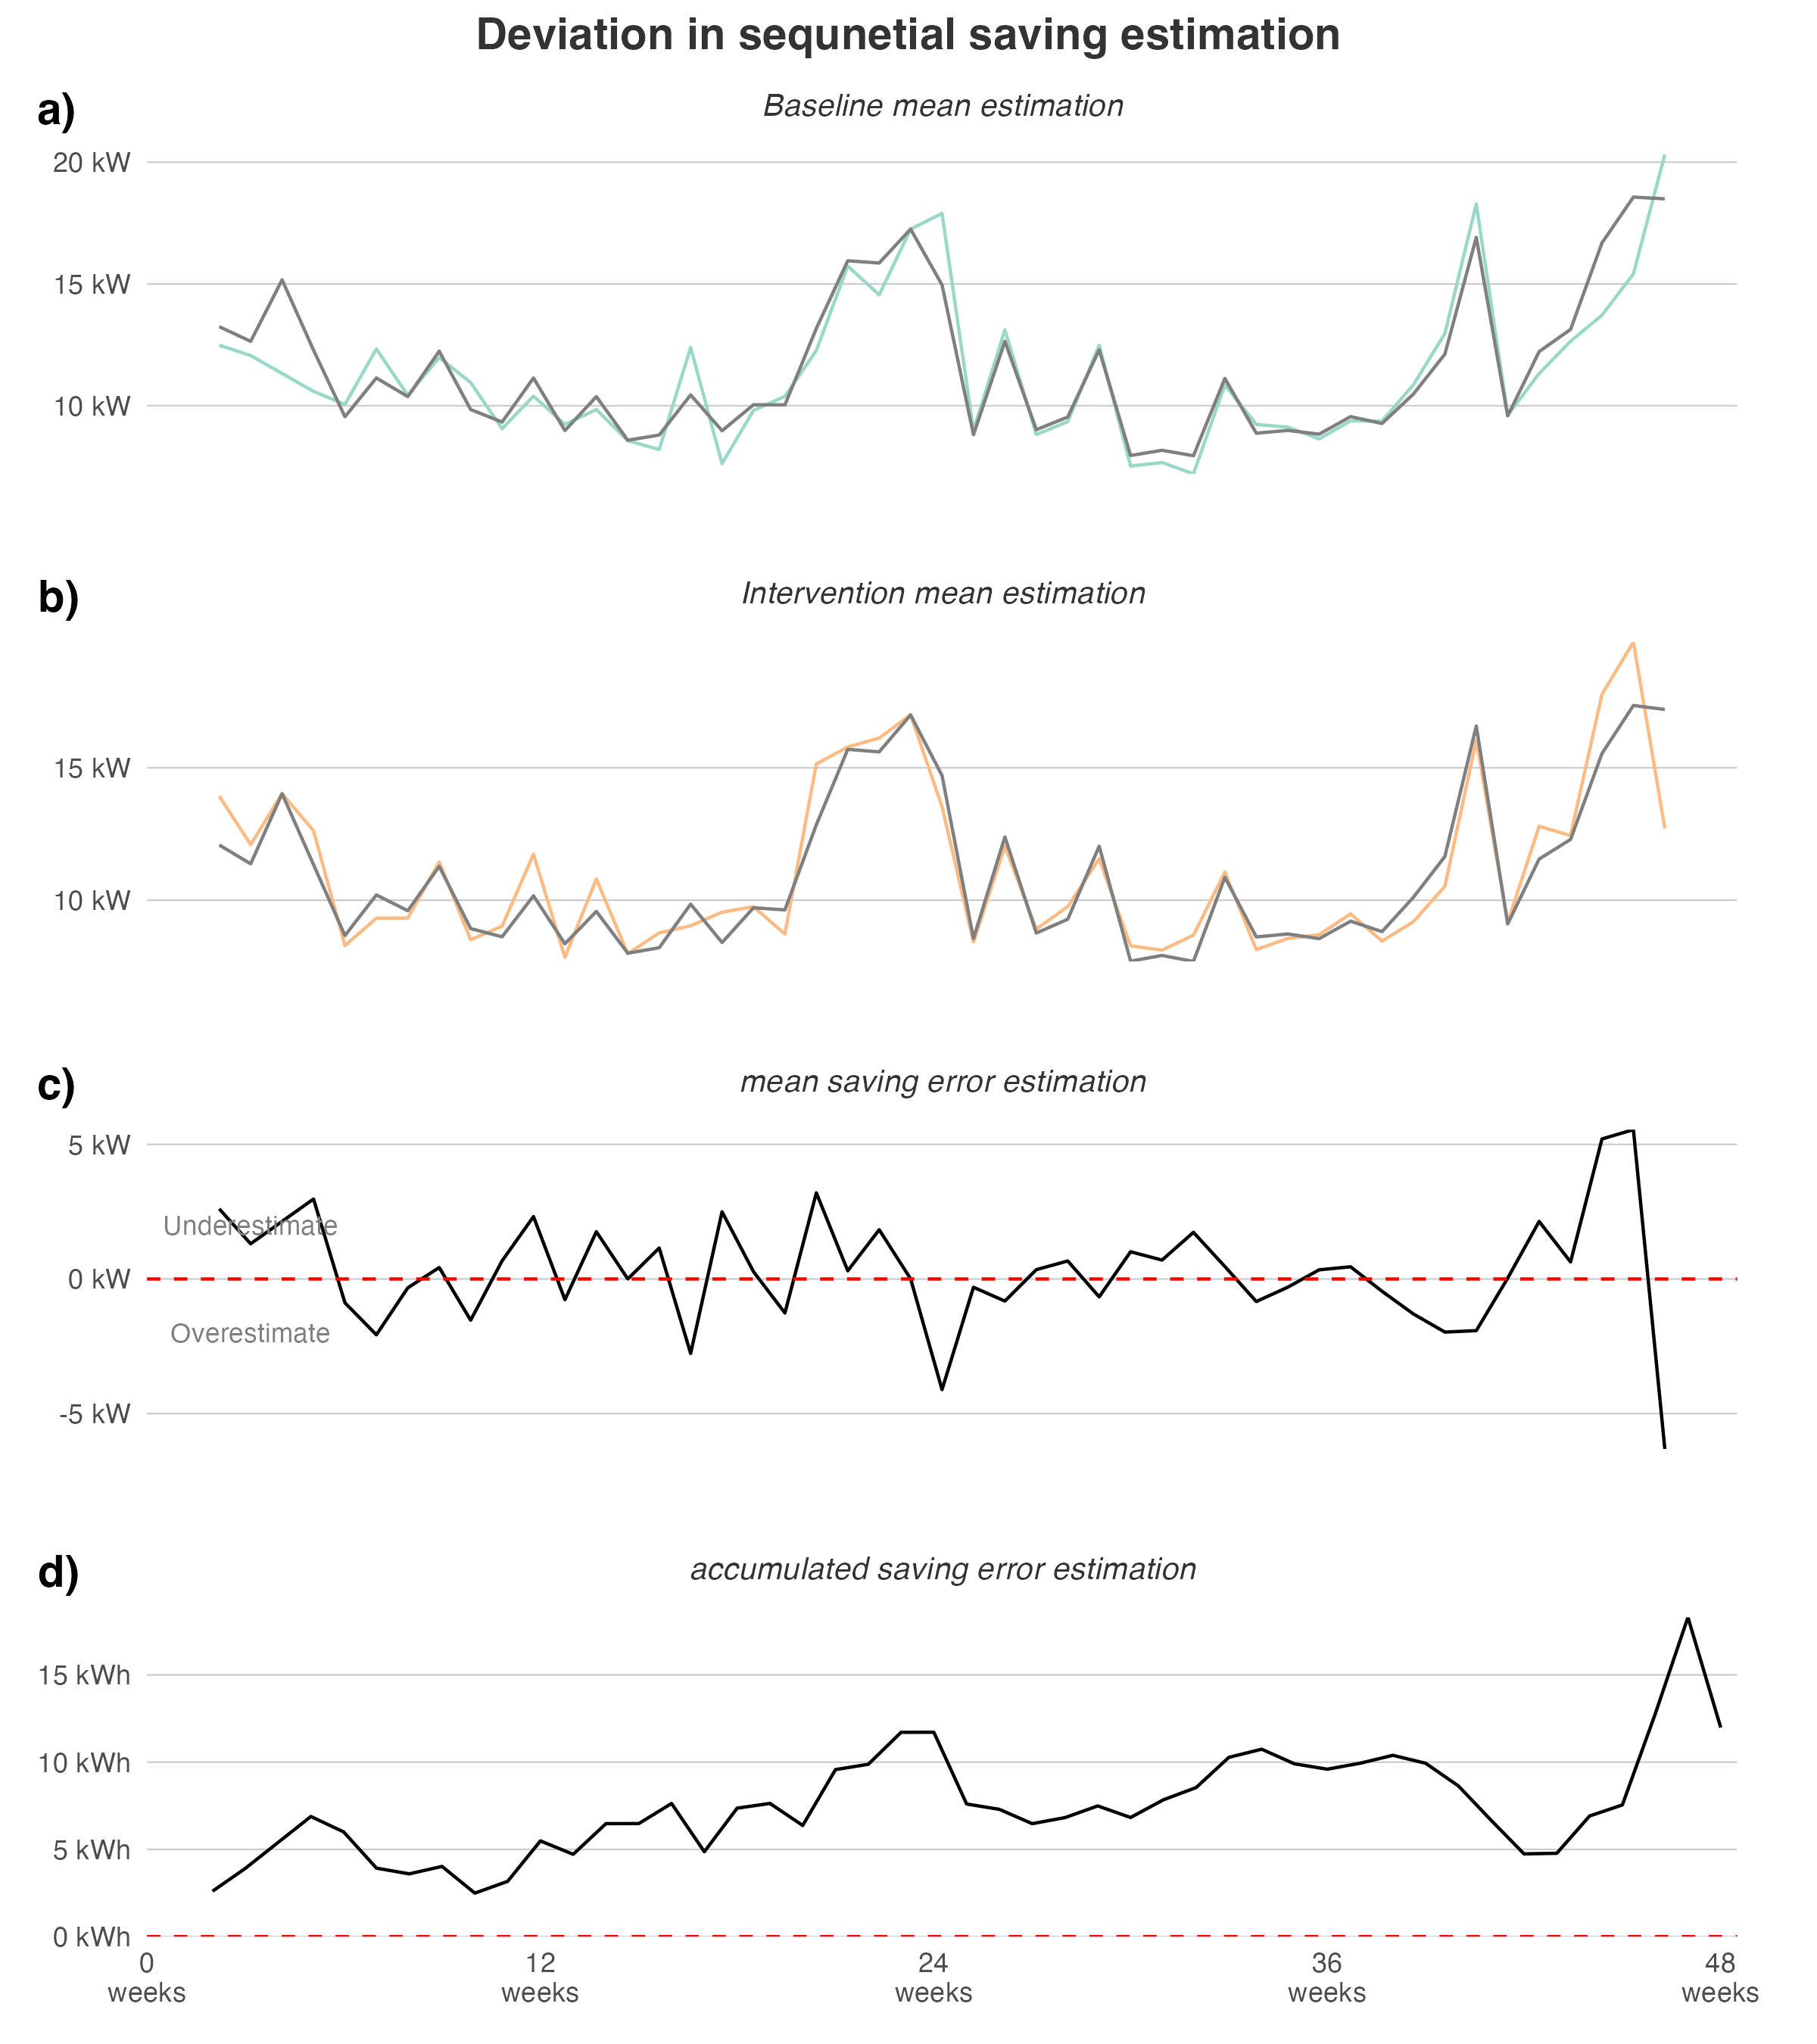 Deviation in sequnetial saving estimation
a)
Baseline mean estimation
20 kW
15 kW
10 kW
b)
Intervention mean estimation
15 kW
10 kW
c)
mean saving error estimation
5 kW
Underestimate
0 kW
Overestimate
-5 kW
d)
accumulated saving error estimation
15 kWh
10 kWh
5 kWh
0 kWh
0 12 24 36 48
weeks weeks weeks weeks weeks